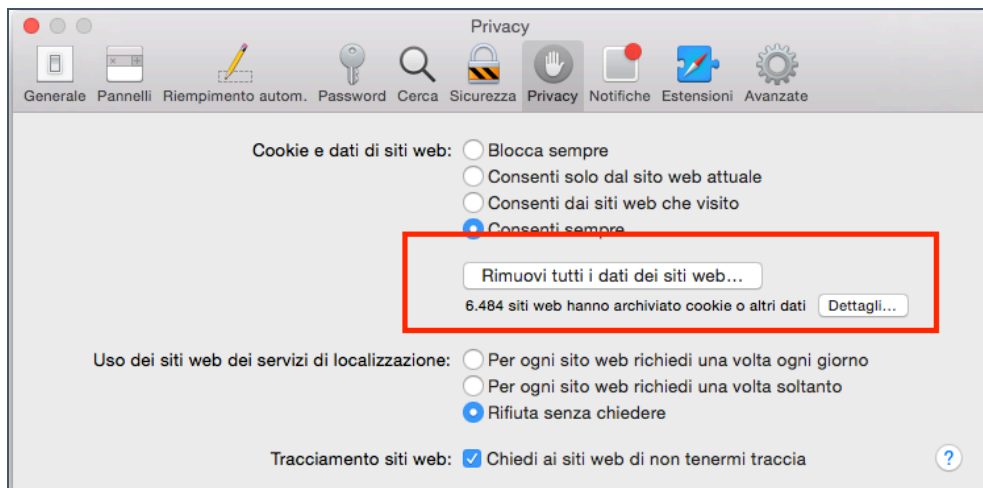 Privacy
Generale Pannelli Riempimento autom. Password Cerca Sicurezza Privacy Notifiche Estensioni Avanzate
Cookie e dati di siti web: Blocca sempre
Consenti solo dal sito web attuale
Consenti dai siti web che visito
Consenti sempre
Rimuovi tutti i dati dei siti web...
6.484 siti web hanno archiviato cookie o altri dati Dettagli...
Uso dei siti web dei servizi di localizzazione: Per ogni sito web richiedi una volta ogni giorno
Per ogni sito web richiedi una volta soltanto
Rifiuta senza chiedere
Tracciamento siti web: Chiedi ai siti web di non tenermi traccia ?